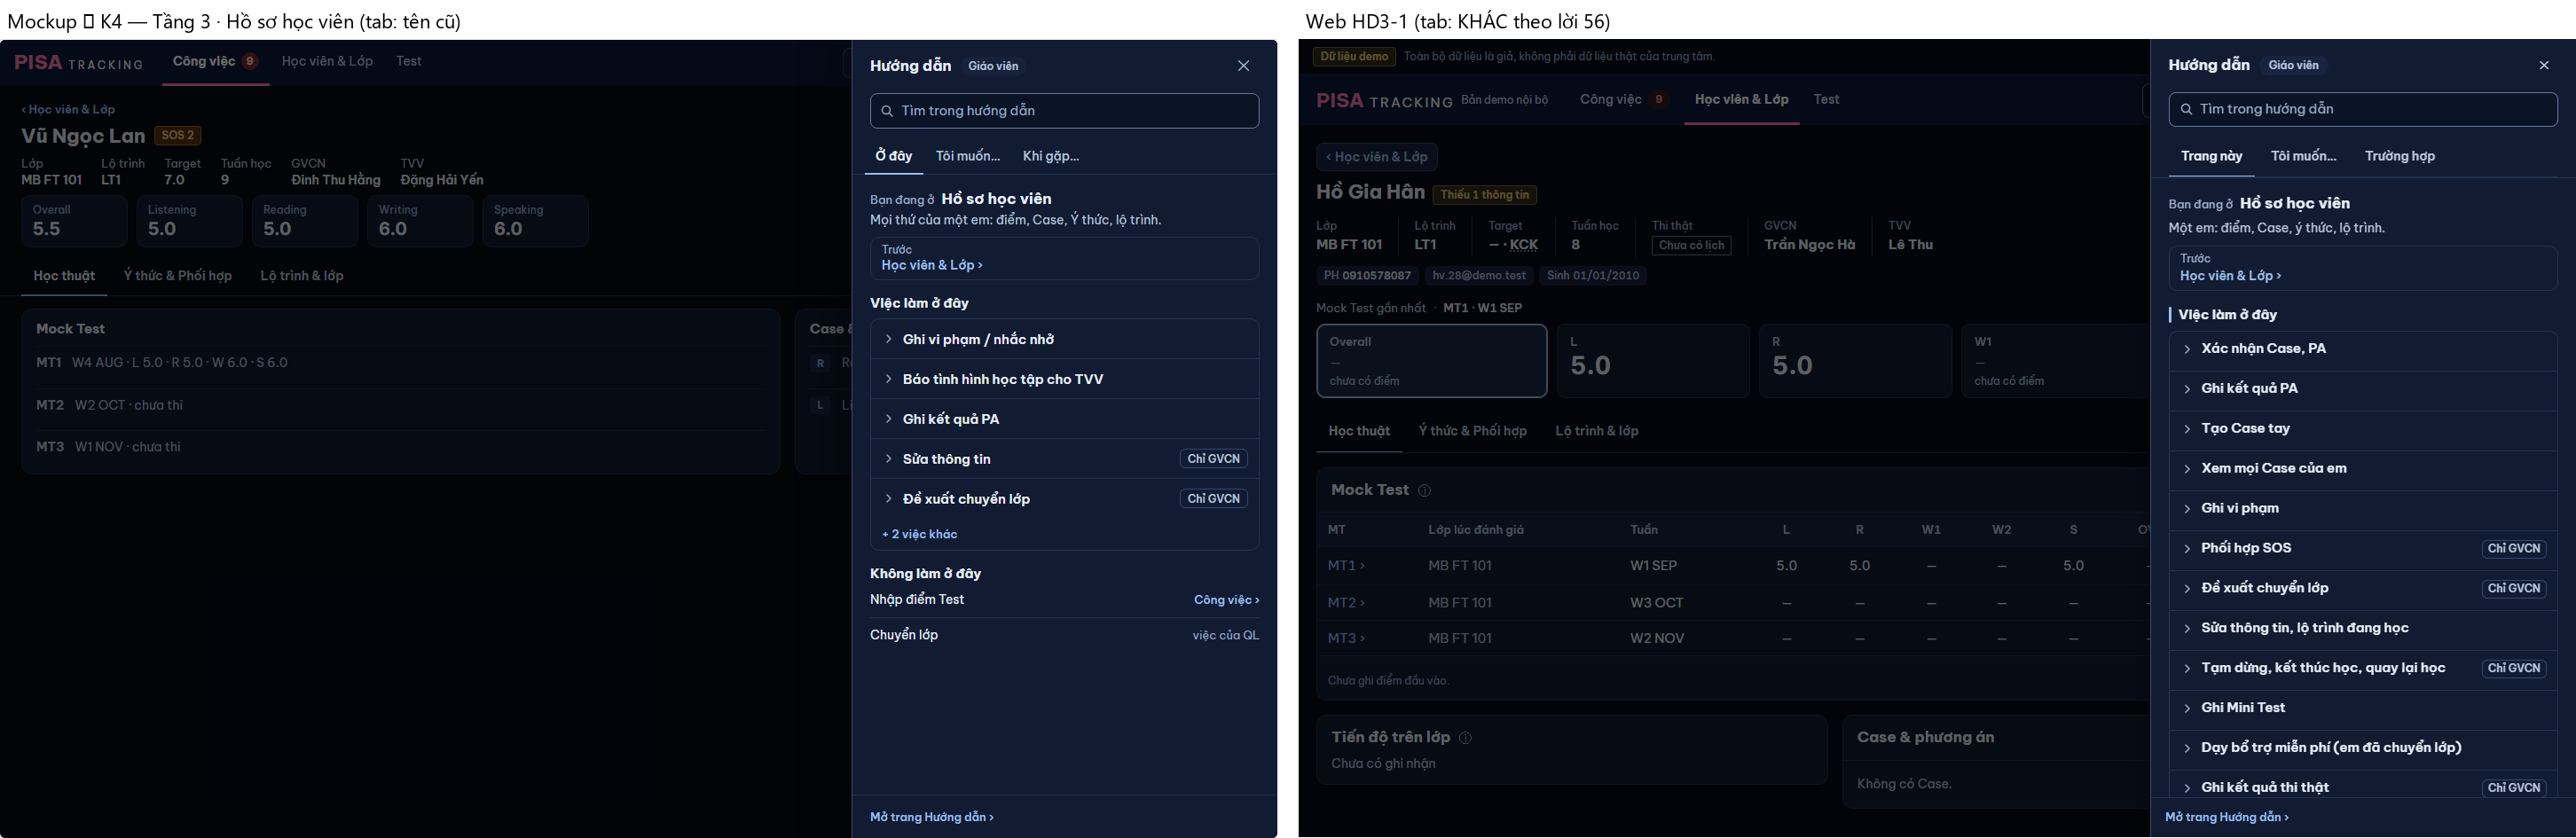 Mockup K4 — Tầng 3 · Hồ sơ học viên (tab: tên cũ)
PISA TRACKING Công việc 9 Học viên & Lớp Test
‹ Học viên & Lớp
Vũ Ngọc Lan SOS 2
Lớp Lộ trình Target Tuần học GVCN TVV
MB FT 101 LT1 7.0 9 Đinh Thu Hằng Đặng Hải Yến
Overall Listening Reading Writing Speaking
5.5 5.0 5.0 6.0 6.0
Học thuật Ý thức & Phối hợp Lộ trình & lớp
Mock Test
MT1 W4 AUG · L 5.0 · R 5.0 · W 6.0 · S 6.0
MT2 W2 OCT · chưa thi
MT3 W1 NOV · chưa thi
Case
R
L
Hướng dẫn Giáo viên
Tìm trong hướng dẫn
Ở đây Tôi muốn... Khi gặp...
Bạn đang ở Hồ sơ học viên
Mọi thứ của một em: điểm, Case, Ý thức, lộ trình.
Trước
Học viên & Lớp ›
Việc làm ở đây
Ghi vi phạm / nhắc nhở
Báo tình hình học tập cho TVV
Ghi kết quả PA
Sửa thông tin Chỉ GVCN
Đề xuất chuyển lớp Chỉ GVCN
+ 2 việc khác
Không làm ở đây
Nhập điểm Test Công việc ›
Chuyển lớp việc của QL
Mở trang Hướng dẫn ›
Web HD3-1 (tab: KHÁC theo lời 56)
Dữ liệu demo Toàn bộ dữ liệu là giả, không phải dữ liệu thật của trung tâm.
PISA TRACKING Bản demo nội bộ Công việc 9 Học viên & Lớp Test
‹ Học viên & Lớp
Hồ Gia Hân Thiếu 1 thông tin
Lớp Lộ trình Target Tuần học Thi thật GVCN TVV
MB FT 101 LT1 — · KCK 8 Chưa có lịch Trần Ngọc Hà Lê Thu
PH 0910578087 hv.28@demo.test Sinh 01/01/2010
Mock Test gần nhất · MT1 · W1 SEP
Overall L R W1
— 5.0 5.0 —
chưa có điểm chưa có điểm
Học thuật Ý thức & Phối hợp Lộ trình & lớp
Mock Test
MT Lớp lúc đánh giá Tuần L R W1 W2 S
MT1 › MB FT 101 W1 SEP 5.0 5.0 — — 5.0
MT2 › MB FT 101 W3 OCT — — — — —
MT3 › MB FT 101 W2 NOV — — — — —
Chưa ghi điểm đầu vào.
Tiến độ trên lớp
Chưa có ghi nhận
Case & phương án
Không có Case.
Hướng dẫn Giáo viên
Tìm trong hướng dẫn
Trang này Tôi muốn... Trường hợp
Bạn đang ở Hồ sơ học viên
Một em: điểm, Case, ý thức, lộ trình.
Trước
Học viên & Lớp ›
Việc làm ở đây
Xác nhận Case, PA
Ghi kết quả PA
Tạo Case tay
Xem mọi Case của em
Ghi vi phạm
Phối hợp SOS Chỉ GVCN
Đề xuất chuyển lớp Chỉ GVCN
Sửa thông tin, lộ trình đang học
Tạm dừng, kết thúc học, quay lại học Chỉ GVCN
Ghi Mini Test
Dạy bổ trợ miễn phí (em đã chuyển lớp)
Ghi kết quả thi thật Chỉ GVCN
Mở trang Hướng dẫn ›